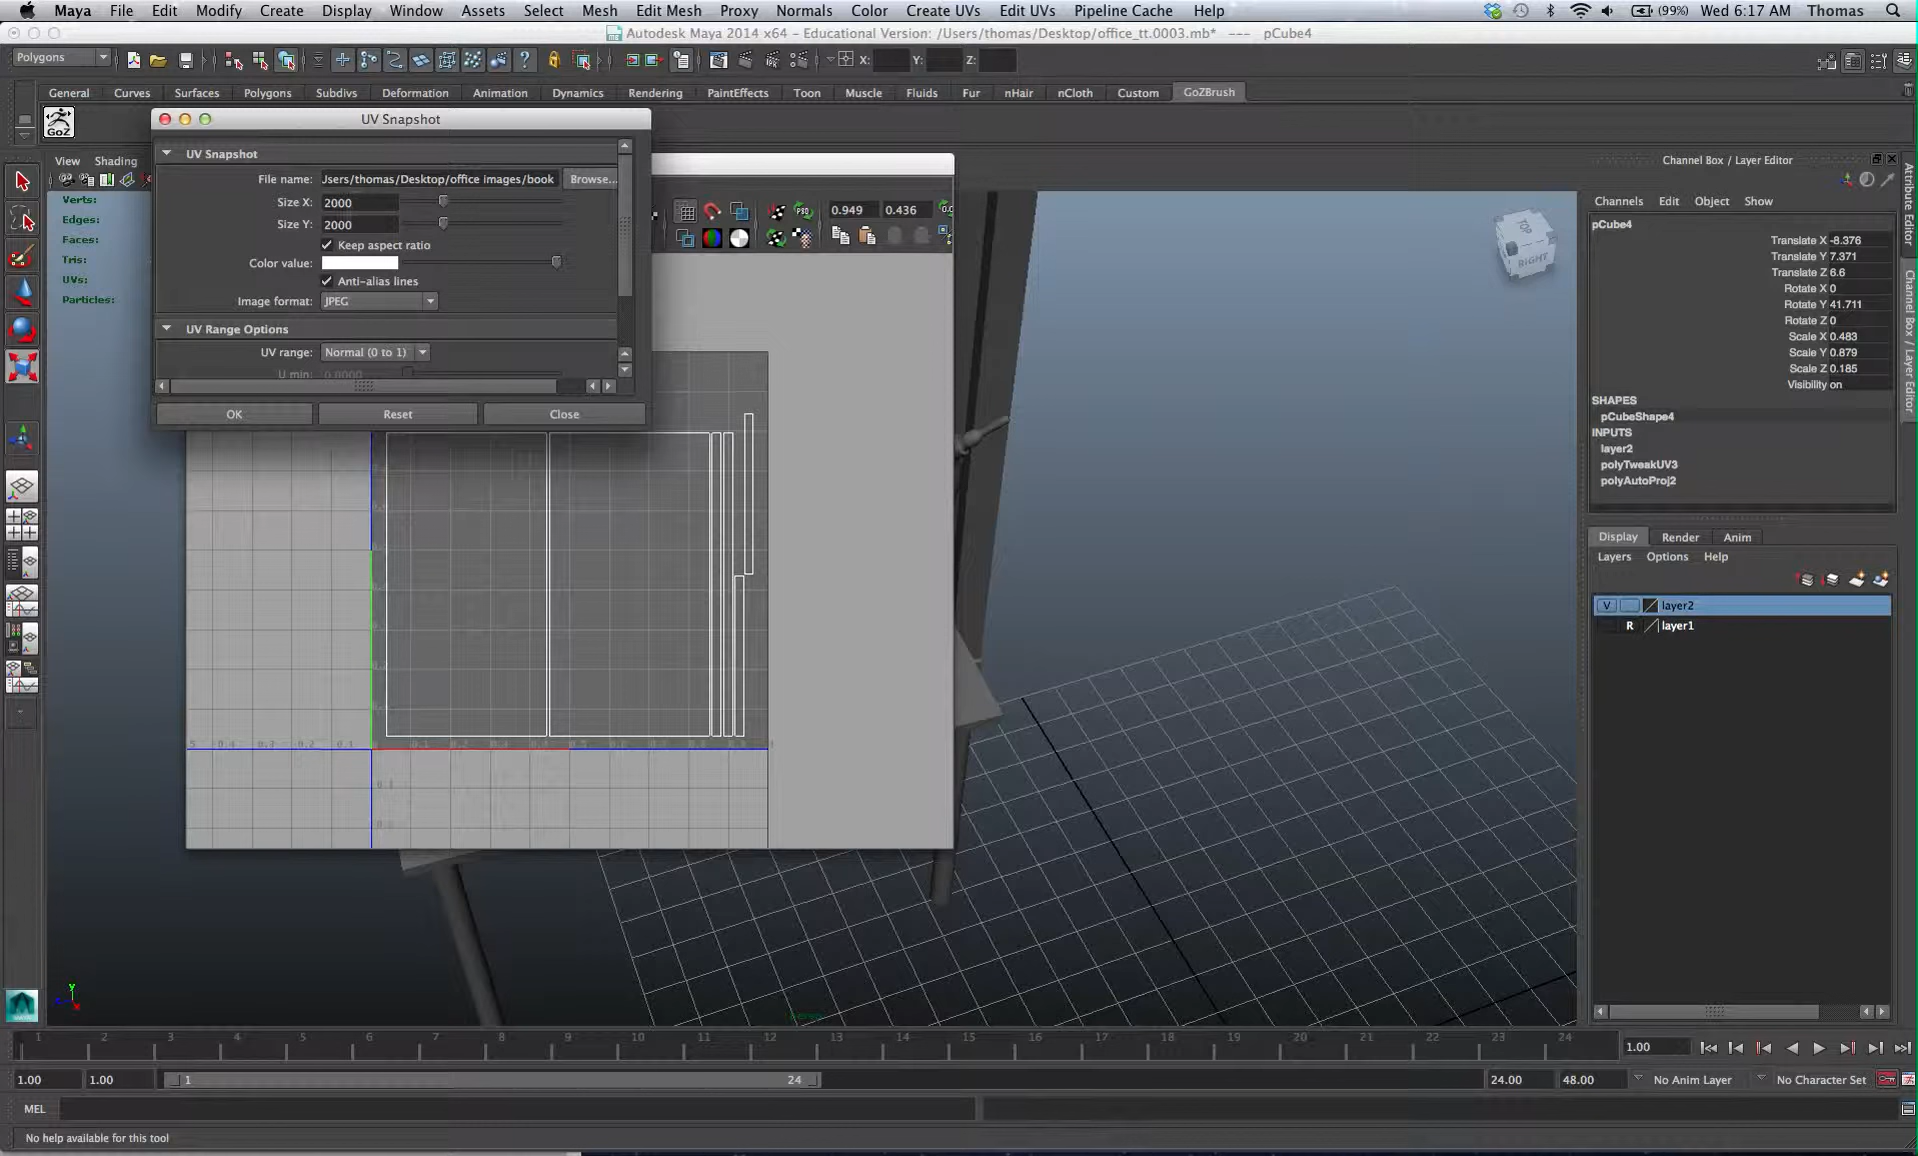 Maya File Edit Modify Create Display Window Assets Select Mesh Edit Mesh Proxy Normals Color Create UVs Edit UVs Pipeline Cache Help (99%) Wed 6:17 AM Thomas
Autodesk Maya 2014 x64 – Educational Version: /Users/thomas/Desktop/office_tt.0003.mb* --- pCube4
Polygons X: Y: Z:
General Curves Surfaces Polygons Subdivs Deformation Animation Dynamics Rendering PaintEffects Toon Muscle Fluids Fur nHair nCloth Custom GoZBrush
GoZ
UV Snapshot
UV Snapshot
File name: Jsers/thomas/Desktop/office images/book Browse...
Size X: 2000
Size Y: 2000
Keep aspect ratio
Color value:
Anti-alias lines
Image format: JPEG
UV Range Options
UV range: Normal (0 to 1)
U min: 0.0000
OK Reset Close
View Shading
Verts:
Edges:
Faces:
Tris:
UVs:
Particles:
0.949 0.436
RIGHT
persp
Channel Box / Layer Editor
Channels Edit Object Show
pCube4
Translate X -8.376
Translate Y 7.371
Translate Z 6.6
Rotate X 0
Rotate Y 41.711
Rotate Z 0
Scale X 0.483
Scale Y 0.879
Scale Z 0.185
Visibility on
SHAPES
pCubeShape4
INPUTS
layer2
polyTweakUV3
polyAutoProj2
Display Render Anim
Layers Options Help
V layer2
R layer1
Attribute Editor
Channel Box / Layer Editor
1 2 3 4 5 6 7 8 9 10 11 12 13 14 15 16 17 18 19 20 21 22 23 24
1.00
1.00 1.00 1 24 24.00 48.00 No Anim Layer No Character Set
MEL
No help available for this tool